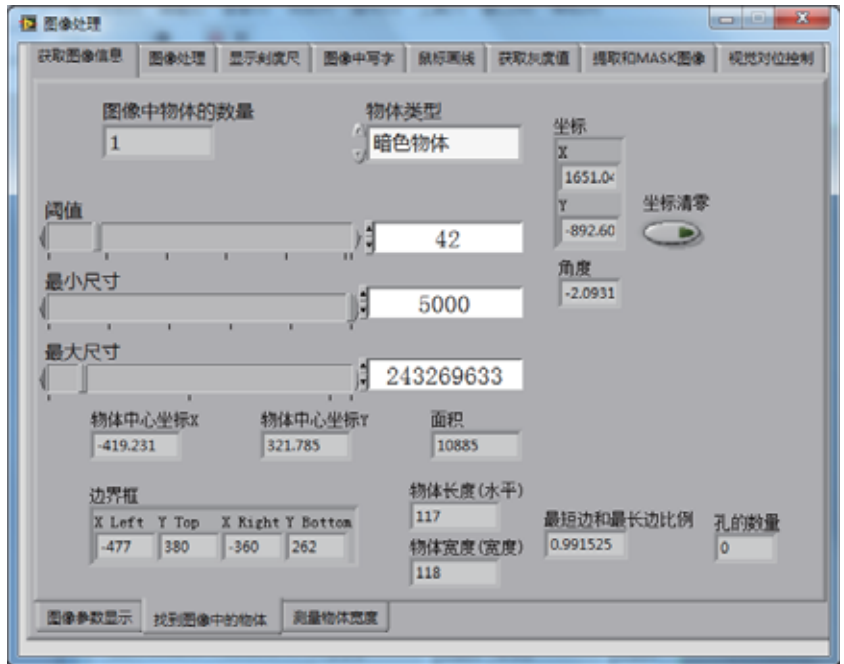 图像处理
获取图像信息 图像处理 显示刻度尺 图像中写字 鼠标画线 获取灰度值 提取和MASK图像 视觉对位控制
图像中物体的数量
1
物体类型
暗色物体
坐标
X
1651.04
Y
-892.60
坐标清零
角度
-2.0931
阈值
42
最小尺寸
5000
最大尺寸
243269633
物体中心坐标X
-419.231
物体中心坐标Y
321.785
面积
10885
边界框
X Left Y Top X Right Y Bottom
-477 380 -360 262
物体长度(水平)
117
物体宽度(宽度)
118
最短边和最长边比例
0.991525
孔的数量
0
图像参数显示 找到图像中的物体 测量物体宽度